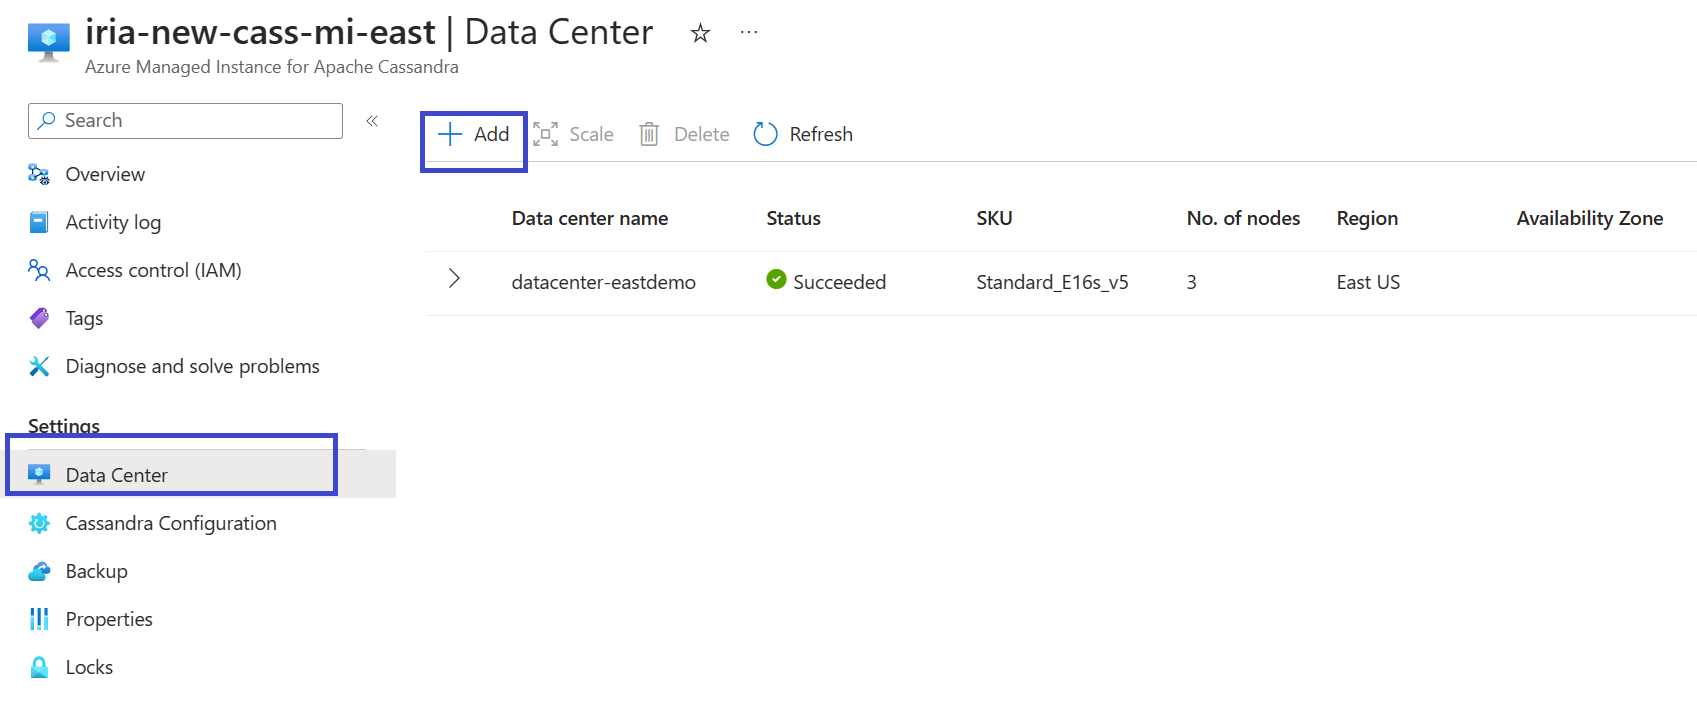 iria-new-cass-mi-east | Data Center
Azure Managed Instance for Apache Cassandra
Search
Overview
Activity log
Access control (IAM)
Tags
Diagnose and solve problems
Settings
Data Center
Cassandra Configuration
Backup
Properties
Locks
Add Scale Delete Refresh
Data center name Status SKU No. of nodes Region Availability Zone
datacenter-eastdemo Succeeded Standard_E16s_v5 3 East US